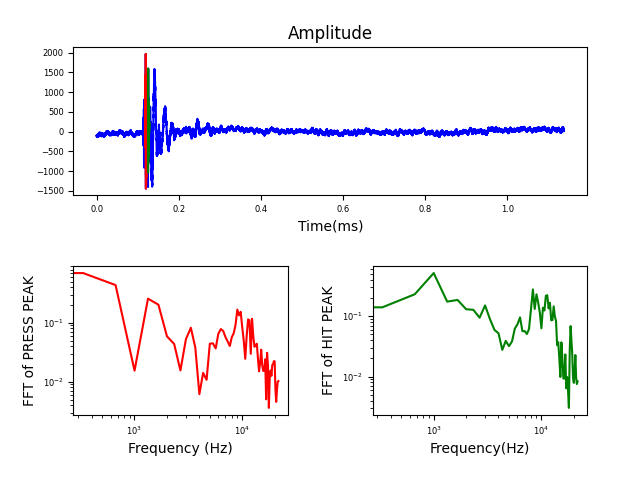 Amplitude
2000
1500
1000
500
0
−500
−1000
−1500
0.0 0.2 0.4 0.6 0.8 1.0
Time(ms)
FFT of PRESS PEAK
10⁻¹
10⁻²
10³ 10⁴
Frequency (Hz)
FFT of HIT PEAK
10⁻¹
10⁻²
10³ 10⁴
Frequency(Hz)